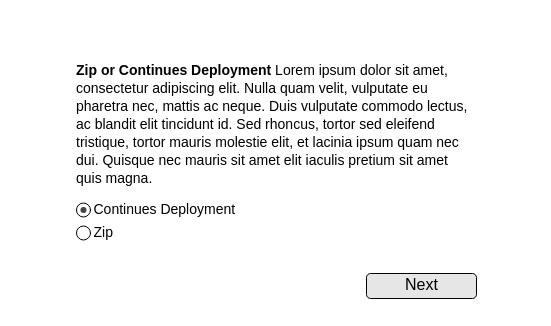 Zip or Continues Deployment Lorem ipsum dolor sit amet,
consectetur adipiscing elit. Nulla quam velit, vulputate eu
pharetra nec, mattis ac neque. Duis vulputate commodo lectus,
ac blandit elit tincidunt id. Sed rhoncus, tortor sed eleifend
tristique, tortor mauris molestie elit, et lacinia ipsum quam nec
dui. Quisque nec mauris sit amet elit iaculis pretium sit amet
quis magna.
Continues Deployment
Zip
Next